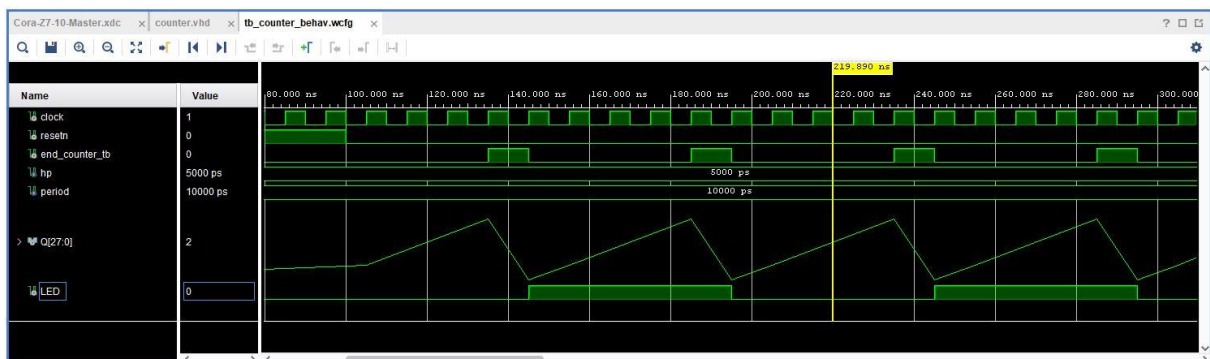 Cora-Z7-10-Master.xdc × counter.vhd × tb_counter_behav.wcfg × ?
219.890 ns
Name Value 80.000 ns 100.000 ns 120.000 ns 140.000 ns 160.000 ns 180.000 ns 200.000 ns 220.000 ns 240.000 ns 260.000 ns 280.000 ns 300.000
clock 1
resetn 0
end_counter_tb 0
hp 5000 ps 5000 ps
period 10000 ps 10000 ps
> Q[27:0] 2
LED 0